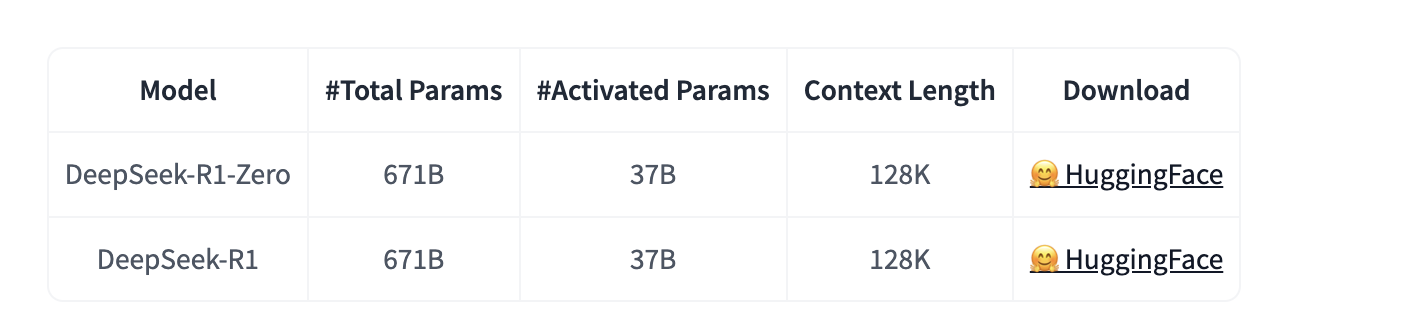 Model #Total Params #Activated Params Context Length Download
DeepSeek-R1-Zero 671B 37B 128K 🤗 HuggingFace
DeepSeek-R1 671B 37B 128K 🤗 HuggingFace